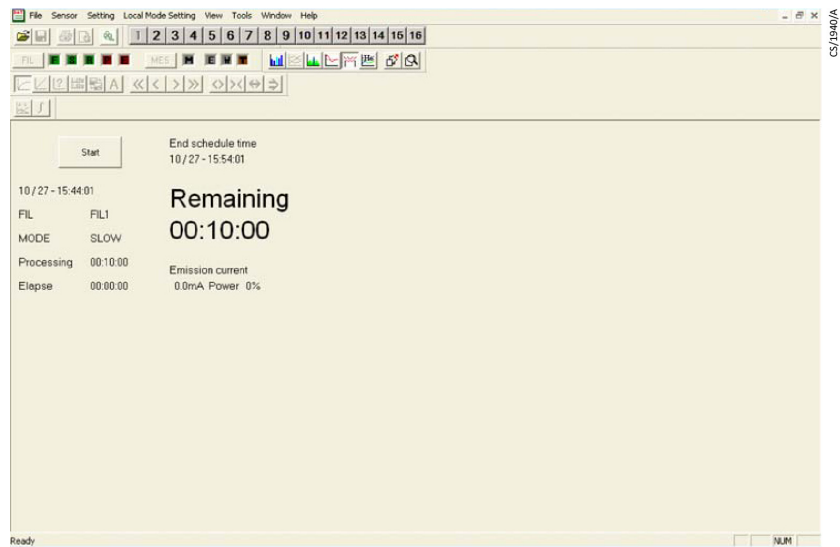 File Sensor Setting Local Mode Setting View Tools Window Help
1 2 3 4 5 6 7 8 9 10 11 12 13 14 15 16
FIL MES M E
A
Start
End schedule time
10 / 27 - 15:54:01
10 / 27 - 15:44:01
Remaining
00:10:00
FIL FIL1
MODE SLOW
Processing 00:10:00
Elapse 00:00:00
Emission current
0.0mA Power 0%
Ready NUM
CS/1940/A